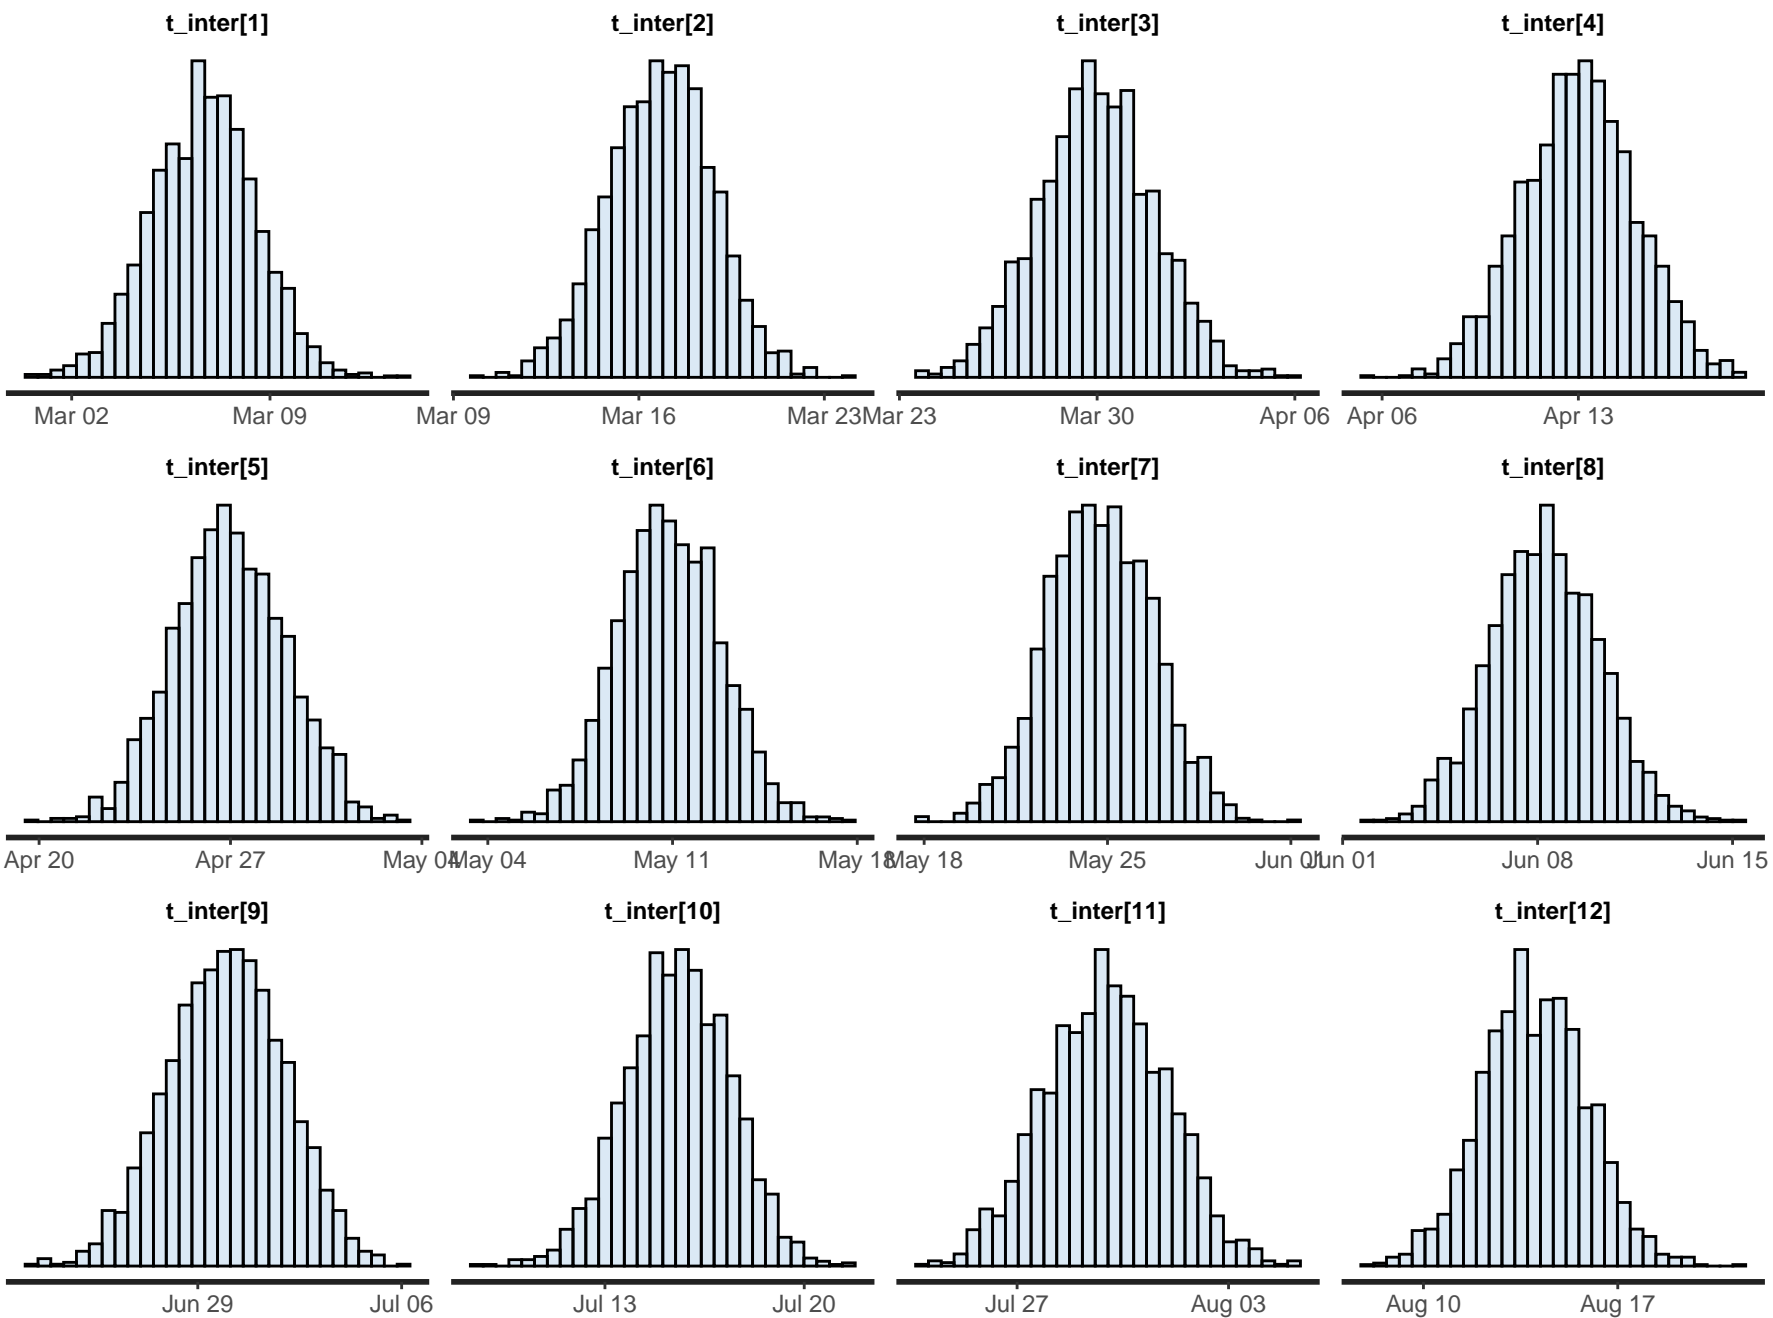 t_inter[1] t_inter[2] t_inter[3] t_inter[4]
Mar 02 Mar 09 Mar 09 Mar 16 Mar 23 Mar 23 Mar 30 Apr 06 Apr 06 Apr 13
t_inter[5] t_inter[6] t_inter[7] t_inter[8]
Apr 20 Apr 27 May 04 May 04 May 11 May 18 May 18 May 25 Jun 01 Jun 01 Jun 08 Jun 15
t_inter[9] t_inter[10] t_inter[11] t_inter[12]
Jun 29 Jul 06 Jul 13 Jul 20 Jul 27 Aug 03 Aug 10 Aug 17